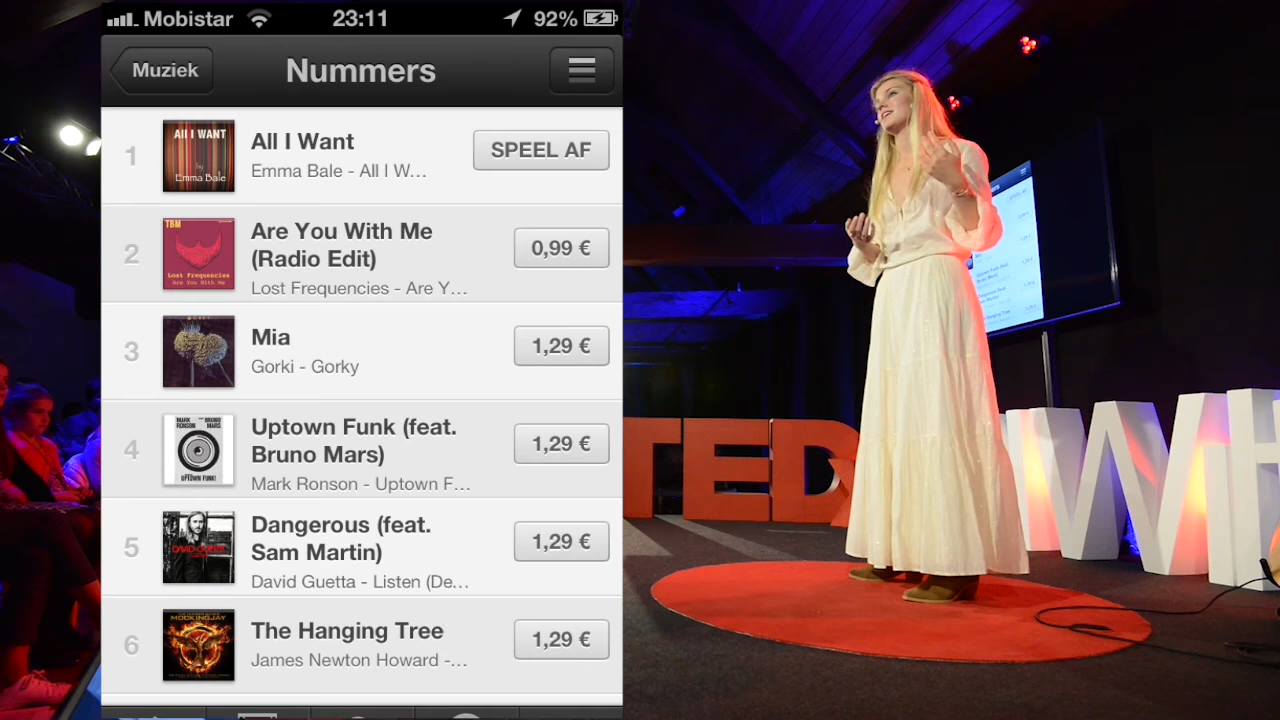 Mobistar 23:11 92%
Muziek Nummers
1 All I Want SPEEL AF
Emma Bale - All I W…
ALL I WANT
by
Emma Bale
2 Are You With Me 0,99 €
(Radio Edit)
Lost Frequencies - Are Y…
TBM
Lost Frequencies
Are You With Me
3 Mia 1,29 €
Gorki - Gorky
4 Uptown Funk (feat. 1,29 €
Bruno Mars)
Mark Ronson - Uptown F…
MARK RONSON BRUNO MARS
UPTOWN FUNK!
5 Dangerous (feat. 1,29 €
Sam Martin)
David Guetta - Listen (De…
DAVID GUETTA
6 The Hanging Tree 1,29 €
James Newton Howard -…
MOCKINGJAY
TEDx